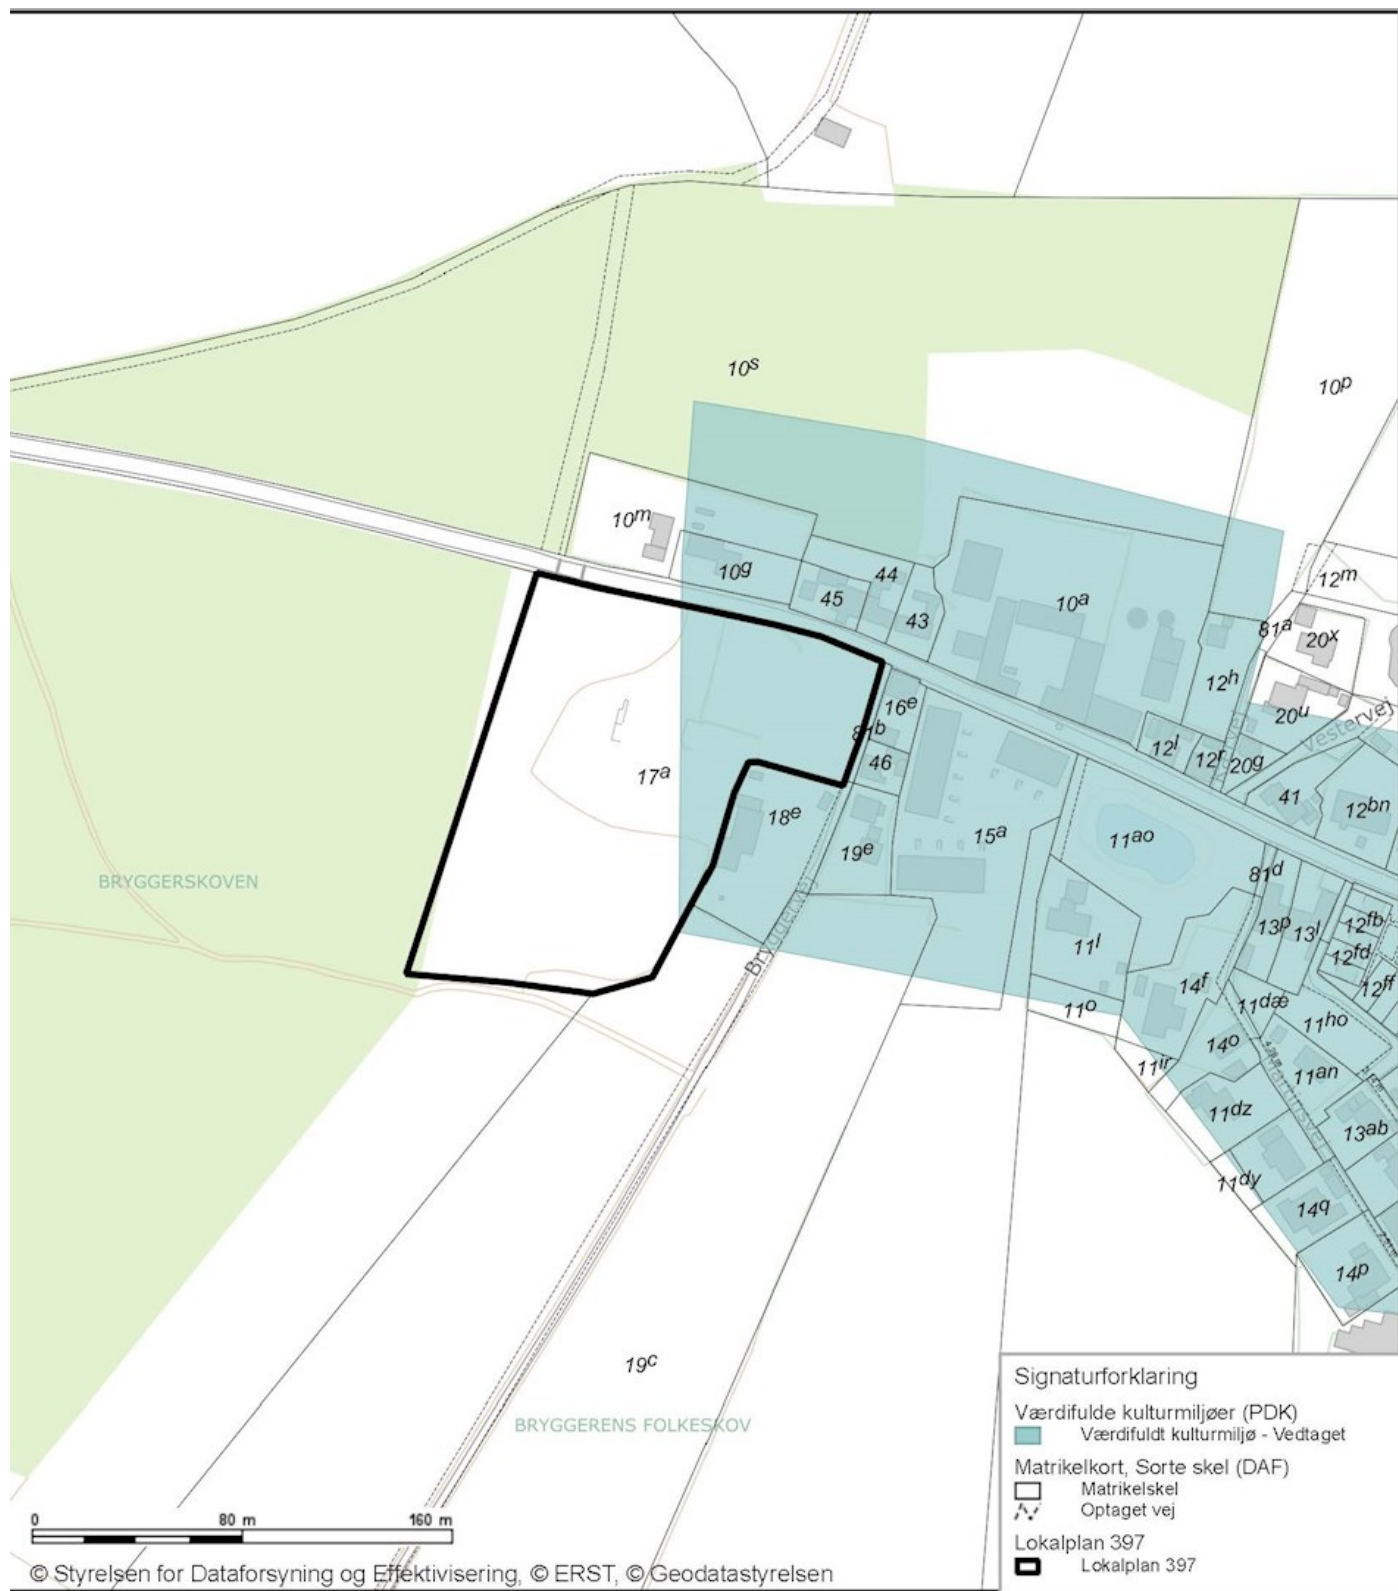 10s
10p
10m
10g
44
45
43
10a
12m
81a
20x
12h
20u
Vestervej
16e
81b
46
12l
12r
20g
41
12bn
17a
18e
19e
15a
11ao
81d
BRYGGERSKOVEN
13p
13l
12fb
12fd
12ff
11l
Bryggervej
14f
11dæ
11ho
11o
14o
11ir
11an
11dz
13ab
11dy
14q
14p
19c
BRYGGERENS FOLKESKOV
Signaturforklaring
Værdifulde kulturmiljøer (PDK)
Værdifuldt kulturmiljø - Vedtaget
Matrikelkort, Sorte skel (DAF)
Matrikelskel
Optaget vej
Lokalplan 397
Lokalplan 397
0 80 m 160 m
© Styrelsen for Dataforsyning og Effektivisering, © ERST, © Geodatastyrelsen